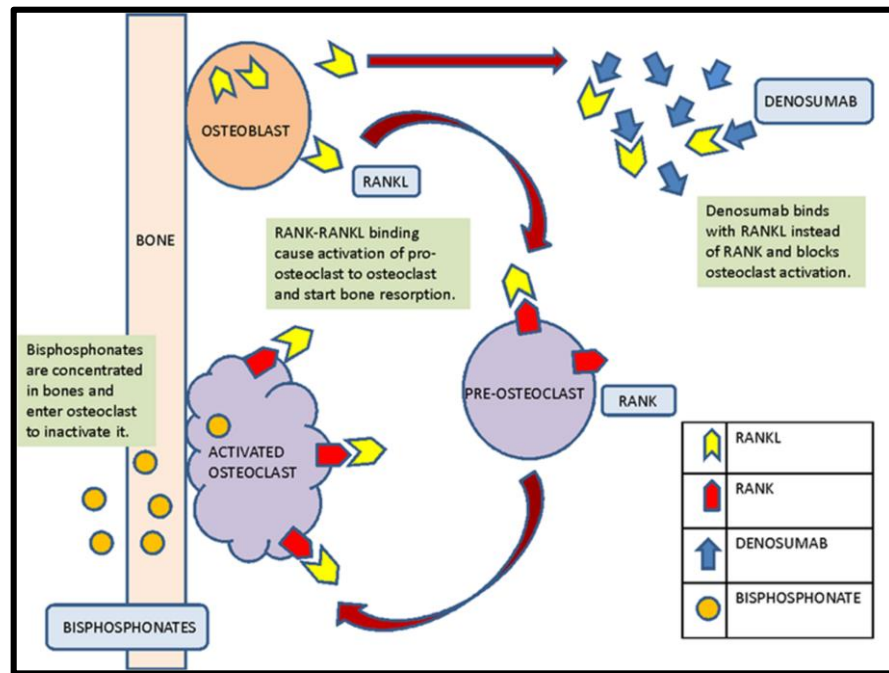 OSTEOBLAST
RANKL
DENOSUMAB
BONE
RANK-RANKL binding
cause activation of pro-
osteoclast to osteoclast
and start bone resorption.
Denosumab binds
with RANKL instead
of RANK and blocks
osteoclast activation.
Bisphosphonates
are concentrated
in bones and
enter osteoclast
to inactivate it.
PRE-OSTEOCLAST
RANK
ACTIVATED
OSTEOCLAST
BISPHOSPHONATES
RANKL
RANK
DENOSUMAB
BISPHOSPHONATE